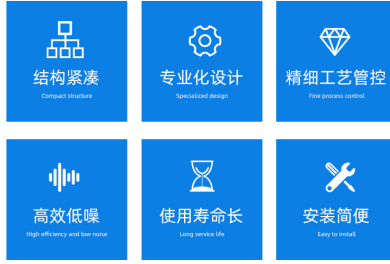 结构紧凑
Compact structure
专业化设计
Specialized design
精细工艺管控
Fine process control
高效低噪
High efficiency and low noise
使用寿命长
Long service life
安装简便
Easy to install